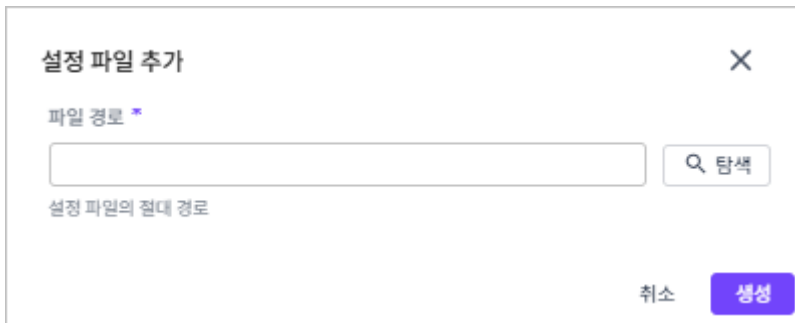 설정 파일 추가
파일 경로 *
탐색
설정 파일의 절대 경로
취소 생성